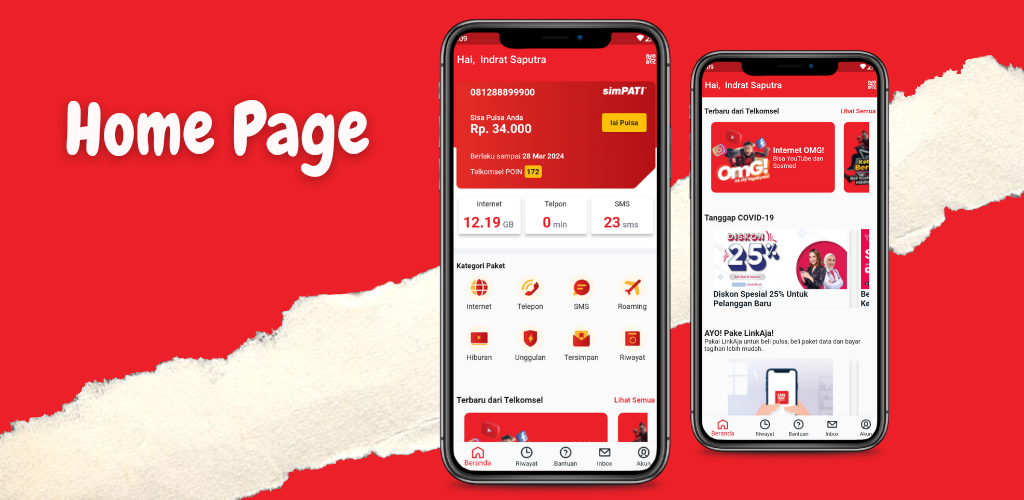 Home Page
:09
Hai, Indrat Saputra
081288899900
simPATI
Sisa Pulsa Anda
Rp. 34.000
Isi Pulsa
Berlaku sampai 28 Mar 2024
Telkomsel POIN 172
Internet
Telpon
SMS
12.19 GB
0 min
23 sms
Kategori Paket
Internet
Telepon
SMS
Roaming
Hiburan
Unggulan
Tersimpan
Riwayat
Terbaru dari Telkomsel
Lihat Semua
Beranda
Riwayat
Bantuan
Inbox
Akun
:09
Hai, Indrat Saputra
Terbaru dari Telkomsel
Lihat Semua
OMG!
Internet OMG!
Bisa YouTube dan
Sosmed
Tanggap COVID-19
DISKON
25%
Diskon Spesial 25% Untuk
Pelanggan Baru
Be
Ke
AYO! Pake LinkAja!
Pakai LinkAja untuk beli pulsa, beli paket data dan bayar
tagihan lebih mudah.
Beranda
Riwayat
Bantuan
Inbox
Akun